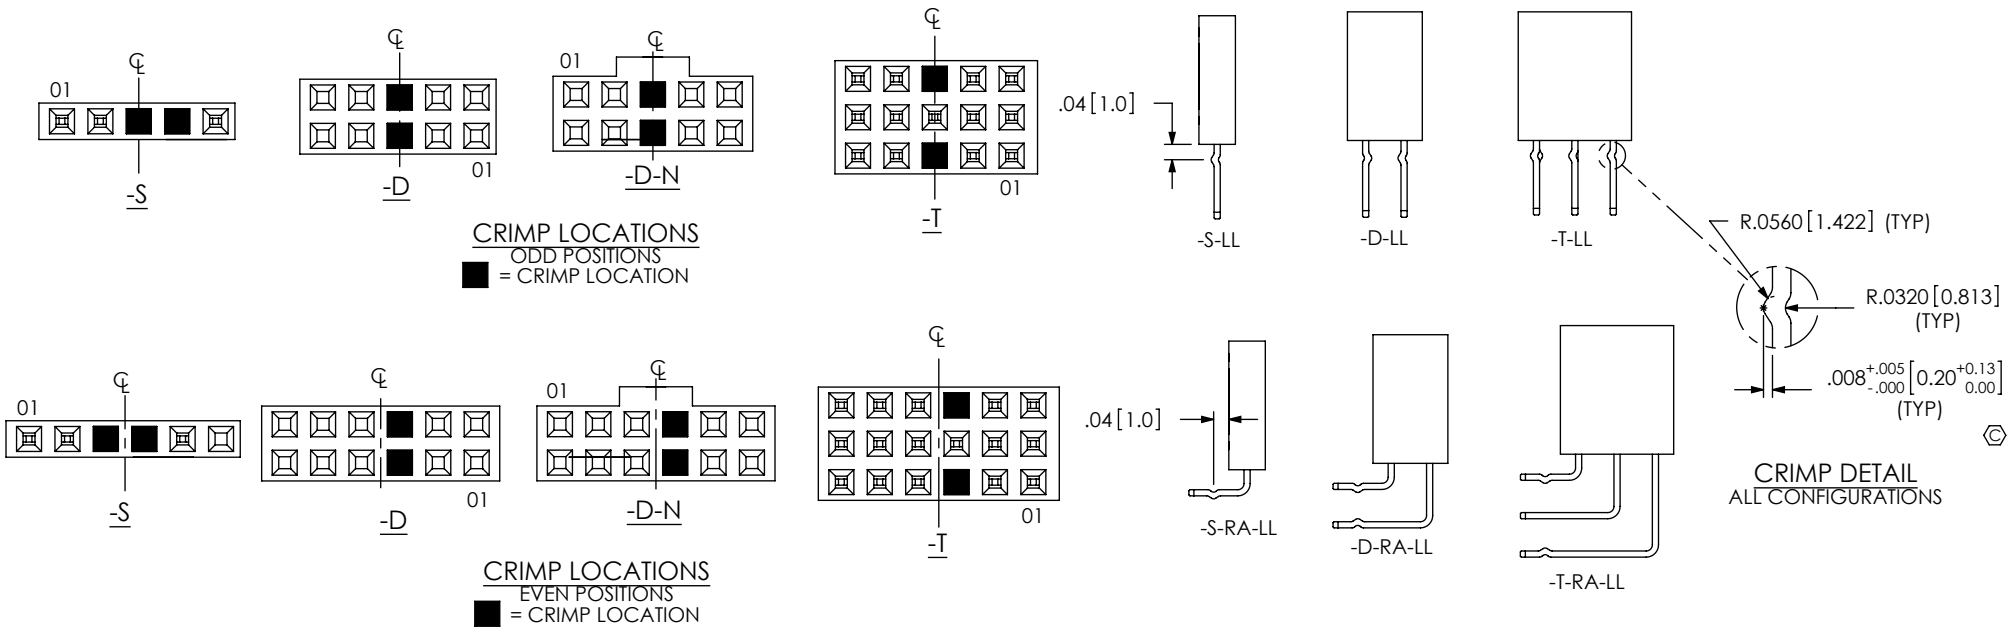 ℄
01
-S
℄
01
-D
℄
01
-D-N
℄
01
-T
CRIMP LOCATIONS
ODD POSITIONS
= CRIMP LOCATION
.04 [1.0]
-S-LL
-D-LL
-T-LL
R.0560 [1.422] (TYP)
R.0320 [0.813]
(TYP)
.008 +.005 -.000 [0.20 +0.13 0.00]
(TYP)
C
CRIMP DETAIL
ALL CONFIGURATIONS
℄
01
-S
℄
01
-D
℄
01
-D-N
℄
01
-T
CRIMP LOCATIONS
EVEN POSITIONS
= CRIMP LOCATION
.04 [1.0]
-S-RA-LL
-D-RA-LL
-T-RA-LL